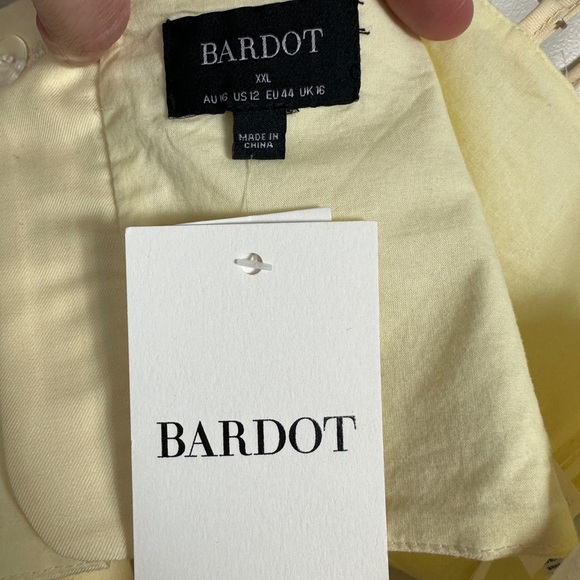 BARDOT
XXL
AU 16 US 12 EU 44 UK 16
MADE IN
CHINA
BARDOT